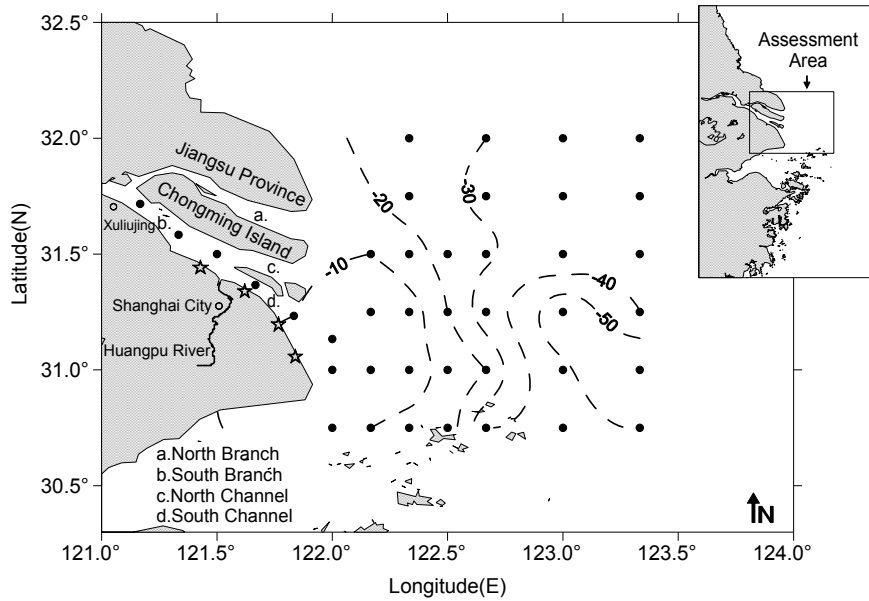 32.5°
32.0°
31.5°
31.0°
30.5°
Latitude(N)
121.0°
121.5°
122.0°
122.5°
123.0°
123.5°
124.0°
Longitude(E)
Assessment
Area
Jiangsu Province
Chongming Island
a.
Xuliujing
b.
c.
d.
Shanghai City
Huangpu River
-10
-20
-30
-40
-50
a.North Branch
b.South Branch
c.North Channel
d.South Channel
N